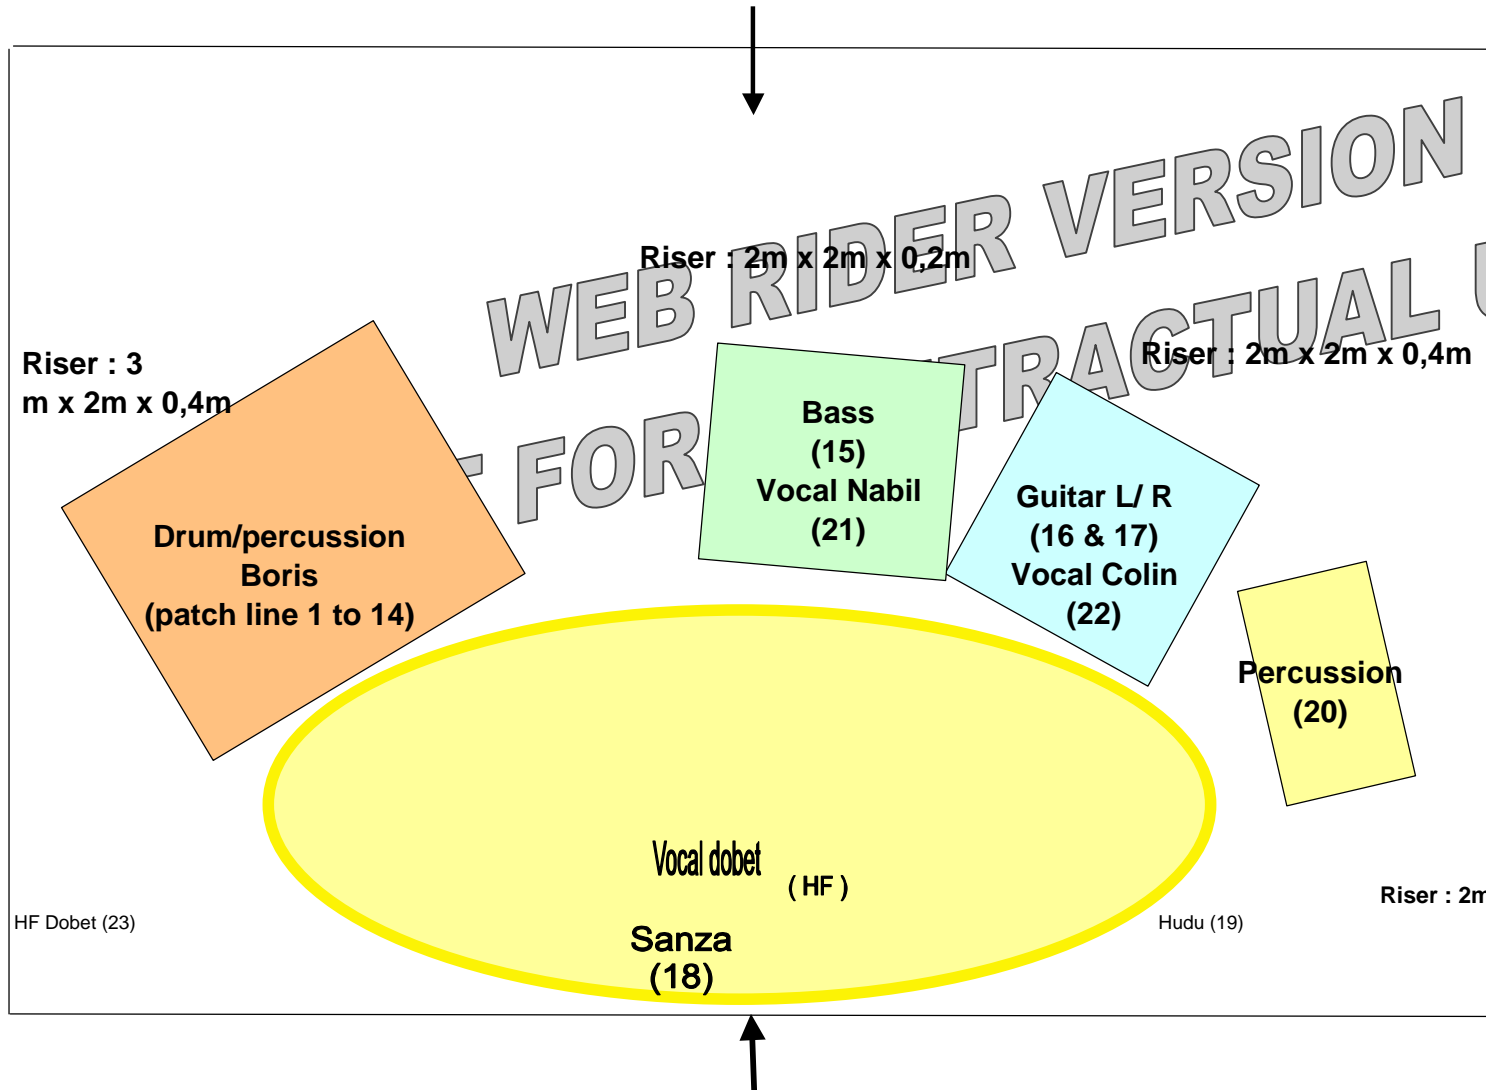 WEB RIDER VERSION
FOR
Riser : 2m x 2m x 0,2m
Riser : 2m x 2m x 0,4m
Riser : 3
m x 2m x 0,4m
Bass
(15)
Vocal Nabil
(21)
Guitar L/ R
(16 & 17)
Vocal Colin
(22)
Drum/percussion
Boris
(patch line 1 to 14)
Percussion
(20)
Vocal dobet
( HF )
Riser : 2m
HF Dobet (23)
Hudu (19)
Sanza
(18)